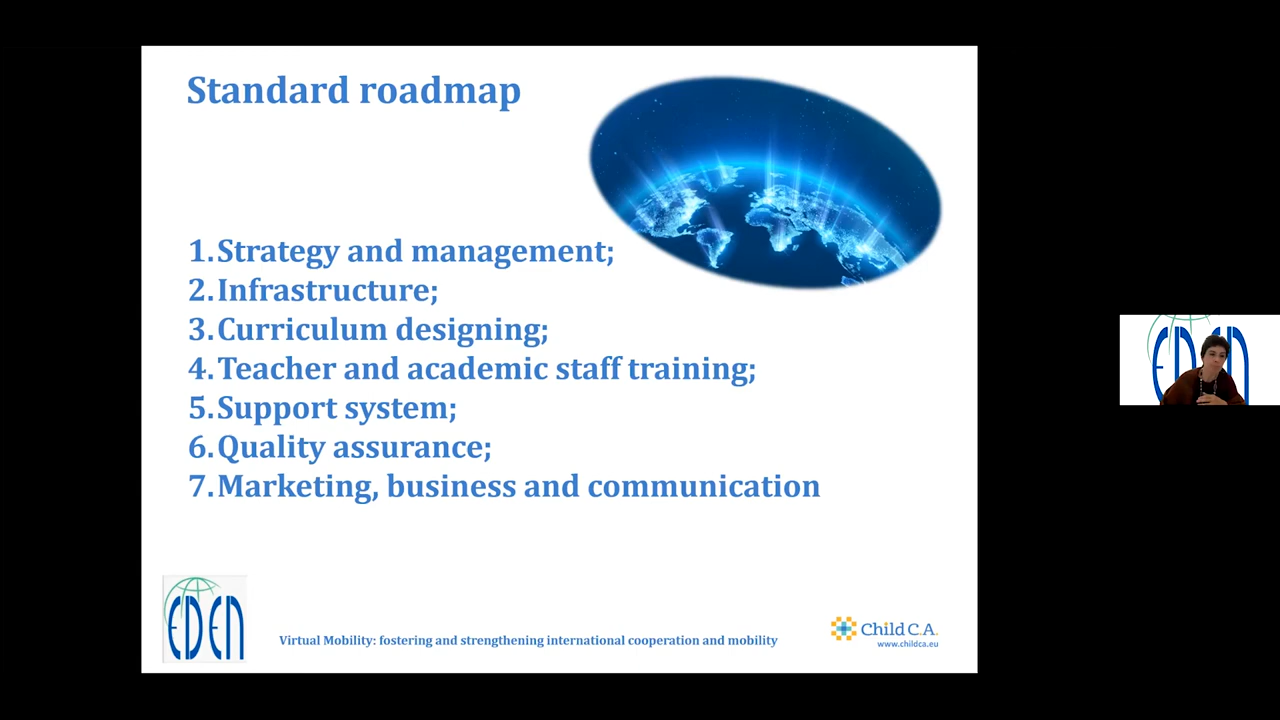 Standard roadmap
1. Strategy and management;
2. Infrastructure;
3. Curriculum designing;
4. Teacher and academic staff training;
5. Support system;
6. Quality assurance;
7. Marketing, business and communication
EDEN
Virtual Mobility: fostering and strengthening international cooperation and mobility
Child C.A.
www.childca.eu
EDEN